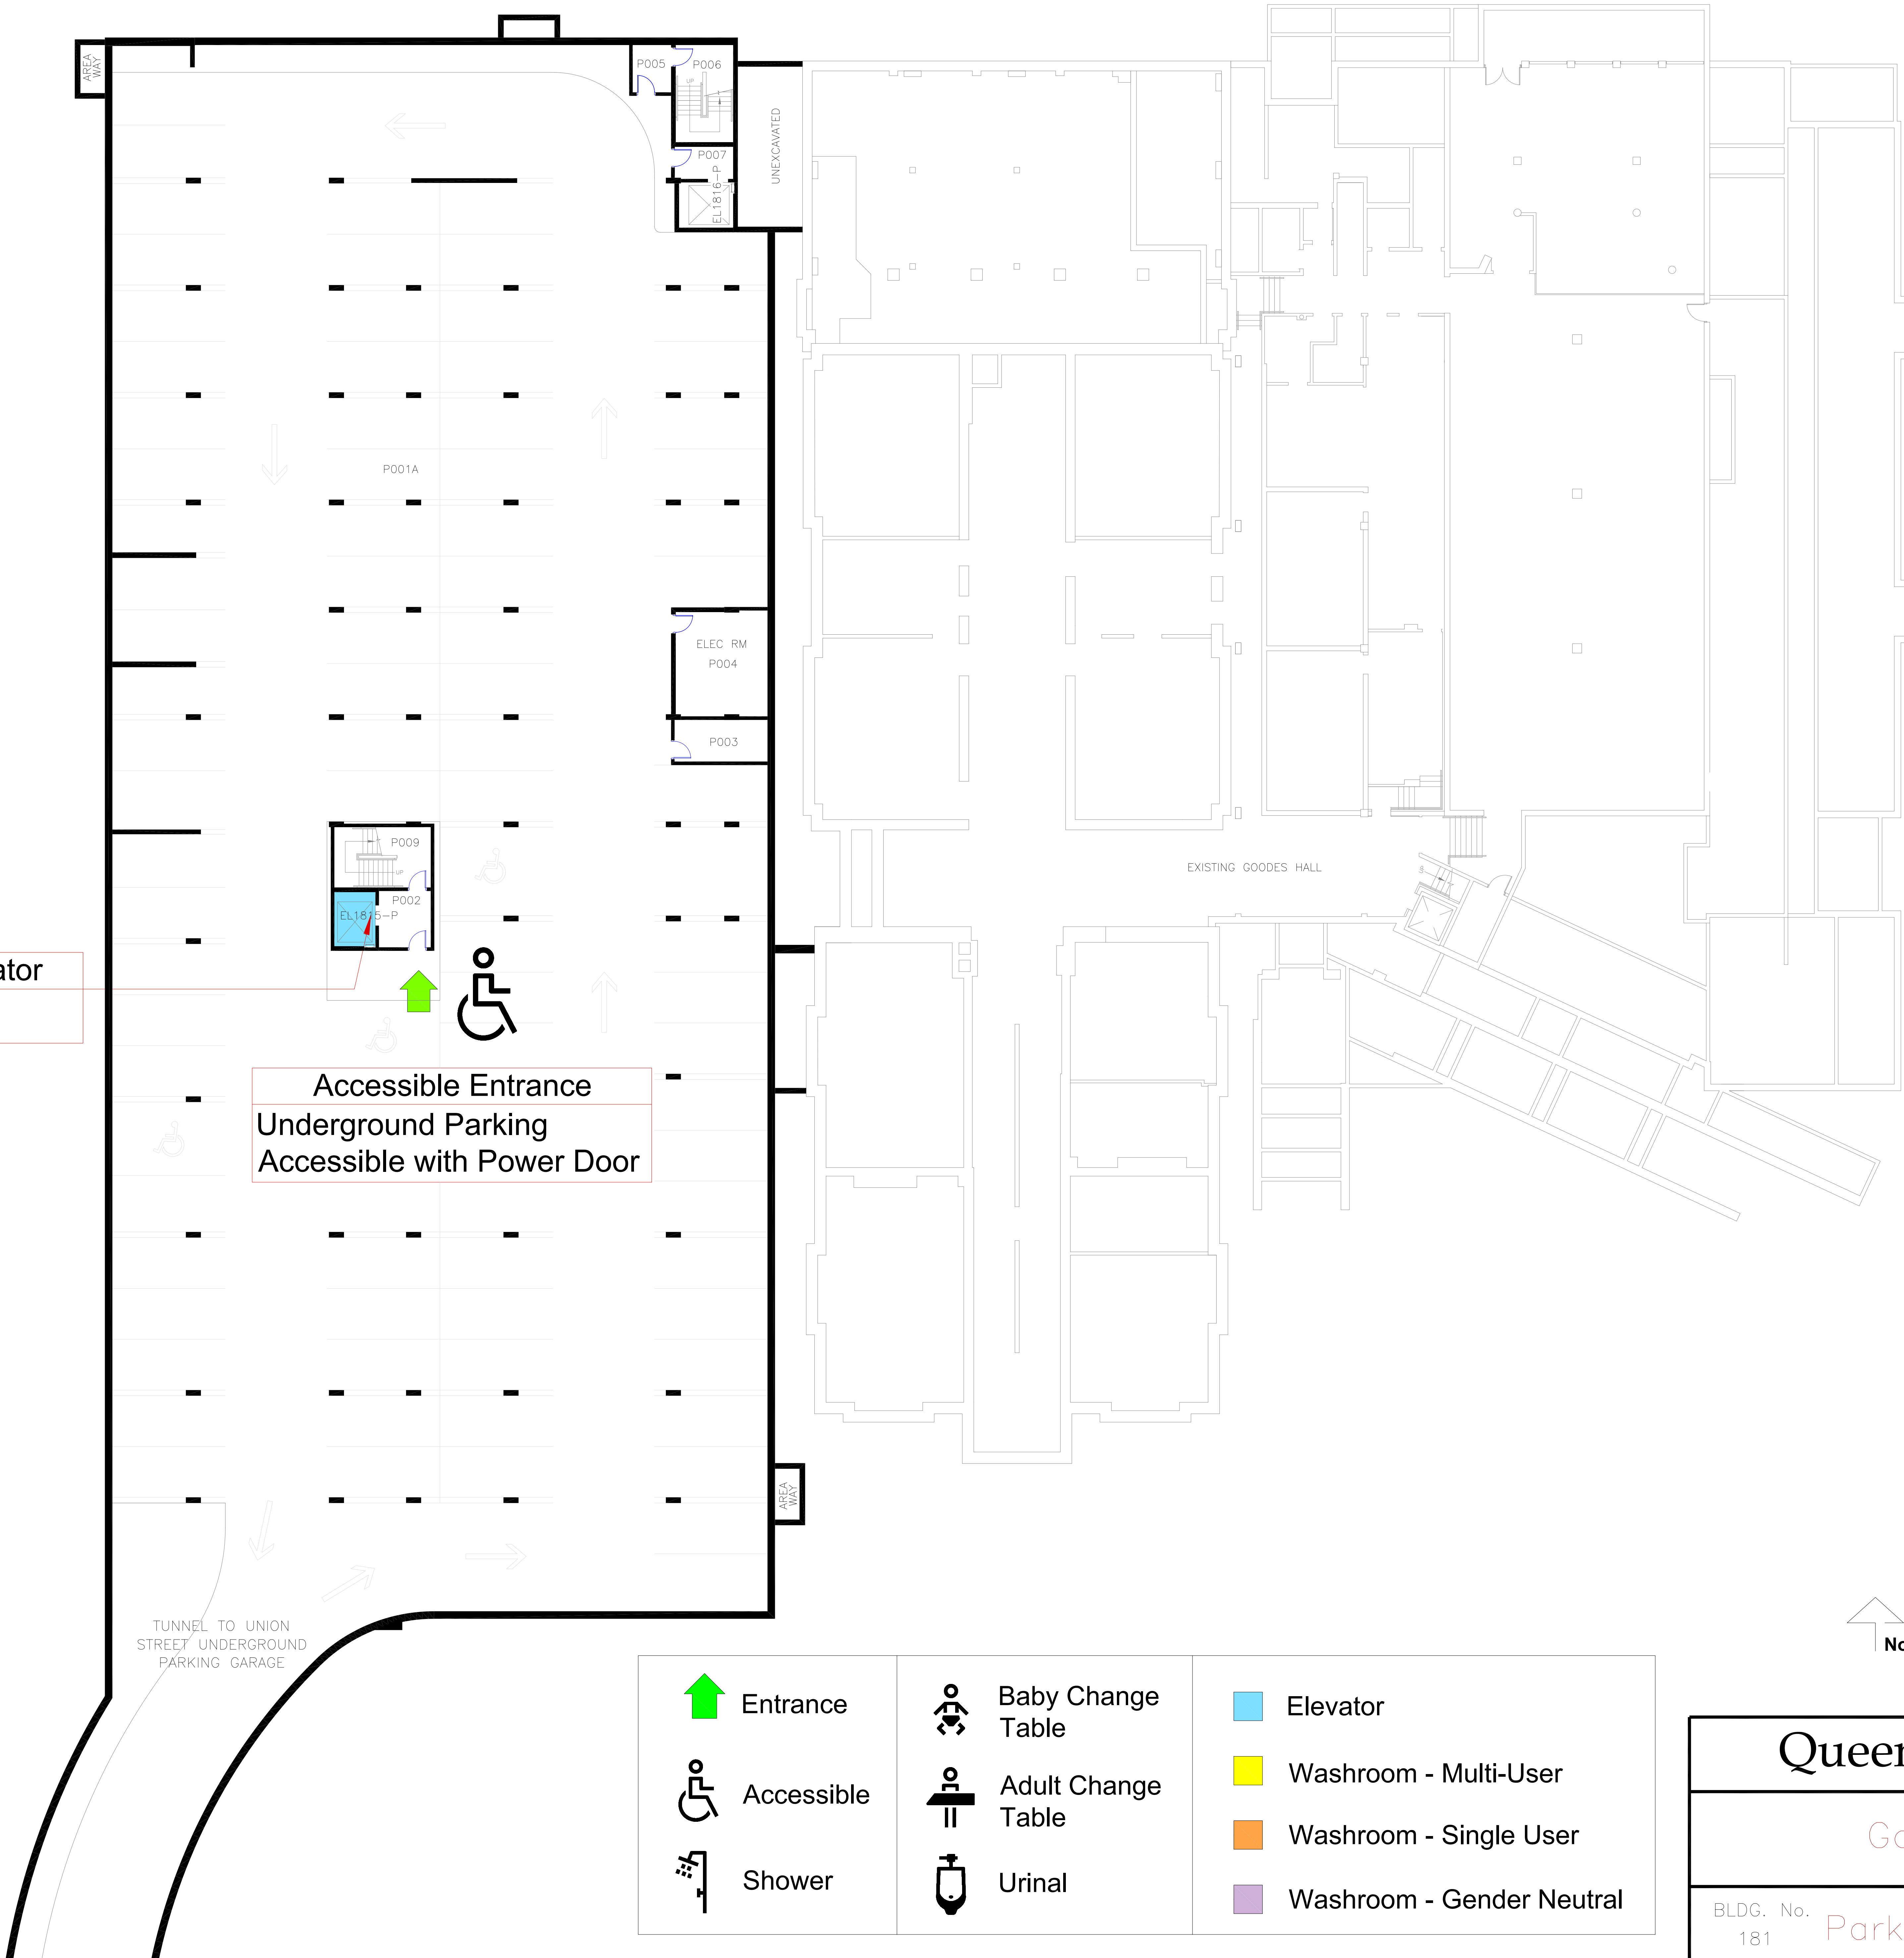 AREA
WAY
P005
P006
UP
UNEXCAVATED
P007
EL1816-P
P001A
ELEC RM
P004
P003
P009
UP
P002
EL1815-P
EXISTING GOODES HALL
Accessible Entrance
Underground Parking
Accessible with Power Door
AREA
WAY
TUNNEL TO UNION
STREET UNDERGROUND
PARKING GARAGE
Entrance
Accessible
Shower
Baby Change
Table
Adult Change
Table
Urinal
Elevator
Washroom - Multi-User
Washroom - Single User
Washroom - Gender Neutral
BLDG. No.
181